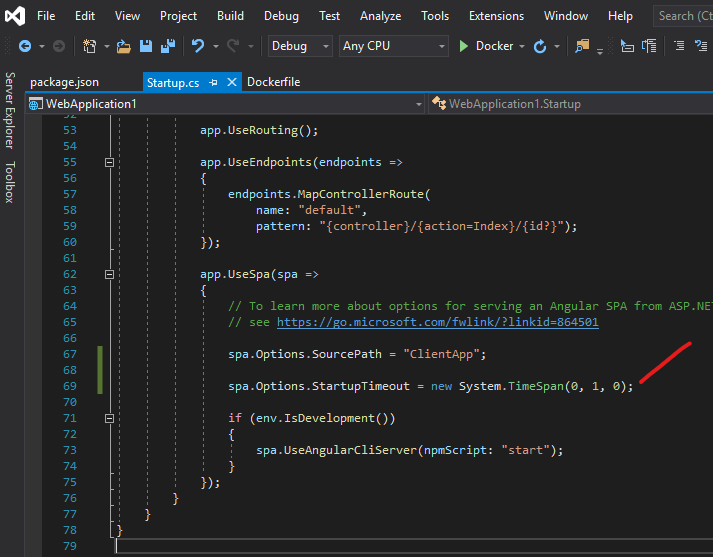 File Edit View Project Build Debug Test Analyze Tools Extensions Window Help Search (Ct
Debug Any CPU Docker
Server Explorer
Toolbox
package.json Startup.cs Dockerfile
WebApplication1 WebApplication1.Startup
53 app.UseRouting();
54
55 app.UseEndpoints(endpoints =>
56 {
57 endpoints.MapControllerRoute(
58 name: "default",
59 pattern: "{controller}/{action=Index}/{id?}");
60 });
61
62 app.UseSpa(spa =>
63 {
64 // To learn more about options for serving an Angular SPA from ASP.NET
65 // see https://go.microsoft.com/fwlink/?linkid=864501
66
67 spa.Options.SourcePath = "ClientApp";
68
69 spa.Options.StartupTimeout = new System.TimeSpan(0, 1, 0);
70
71 if (env.IsDevelopment())
72 {
73 spa.UseAngularCliServer(npmScript: "start");
74 }
75 });
76 }
77 }
78 }
79